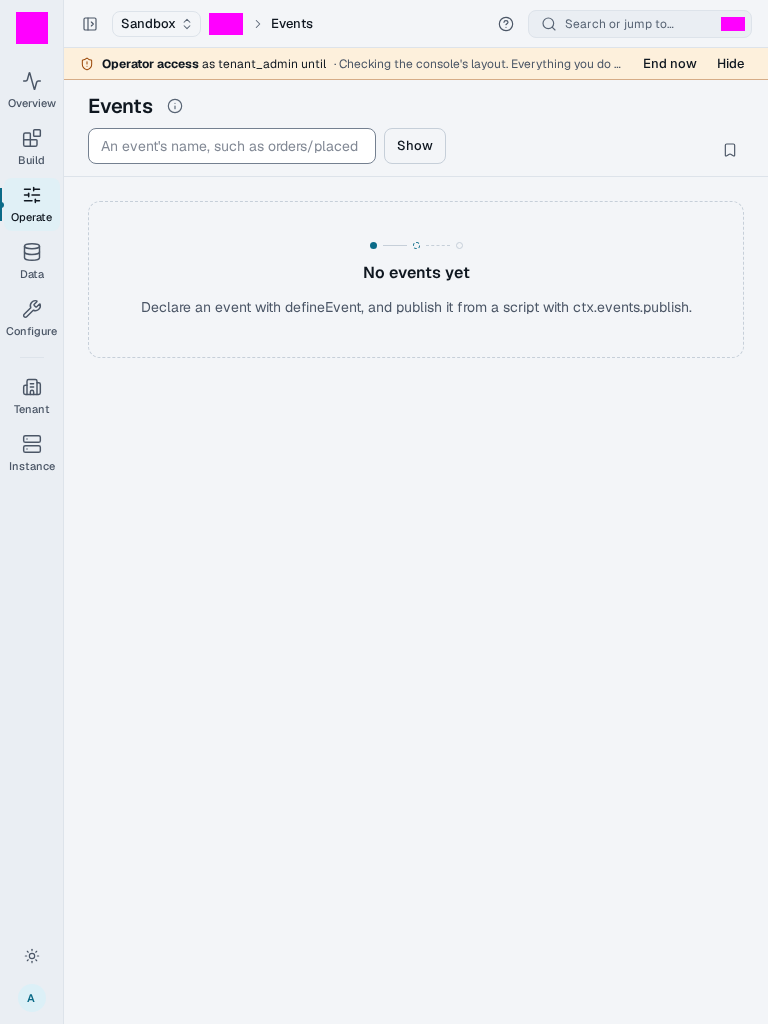 Sandbox
Events
Search or jump to…
Operator access as tenant_admin until · Checking the console's layout. Everything you do …
End now
Hide
Overview
Build
Operate
Data
Configure
Tenant
Instance
Events
An event's name, such as orders/placed
Show
No events yet
Declare an event with defineEvent, and publish it from a script with ctx.events.publish.
A